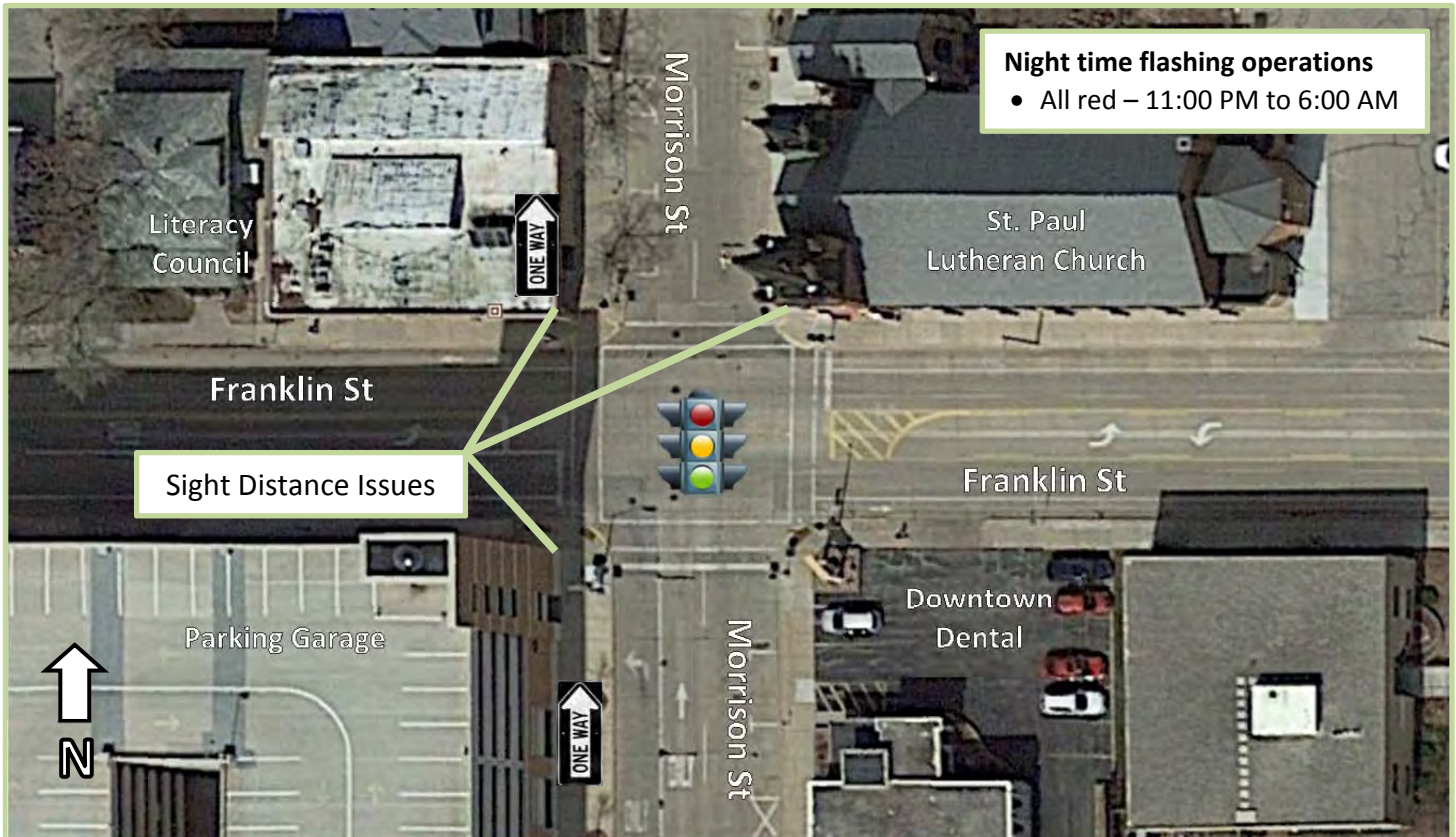 Night time flashing operations
• All red – 11:00 PM to 6:00 AM
Morrison St
Literacy
Council
ONE WAY
St. Paul
Lutheran Church
Franklin St
Sight Distance Issues
Franklin St
Parking Garage
Downtown
Dental
Morrison St
ONE WAY
N